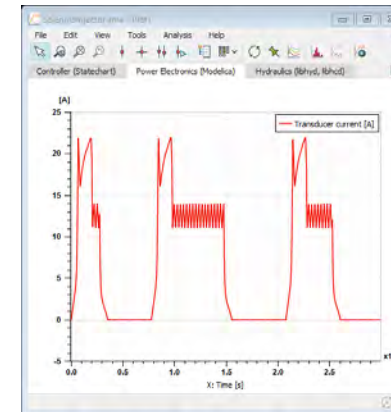 File Edit View Tools Analysis Help
Controller (Statechart) Power Electronics (Modelica) Hydraulics (libhyd, libhcd)
[A]
Transducer current [A]
25
20
15
10
5
0
-5
0.0 0.5 1.0 1.5 2.0 2.5
X: Time [s]